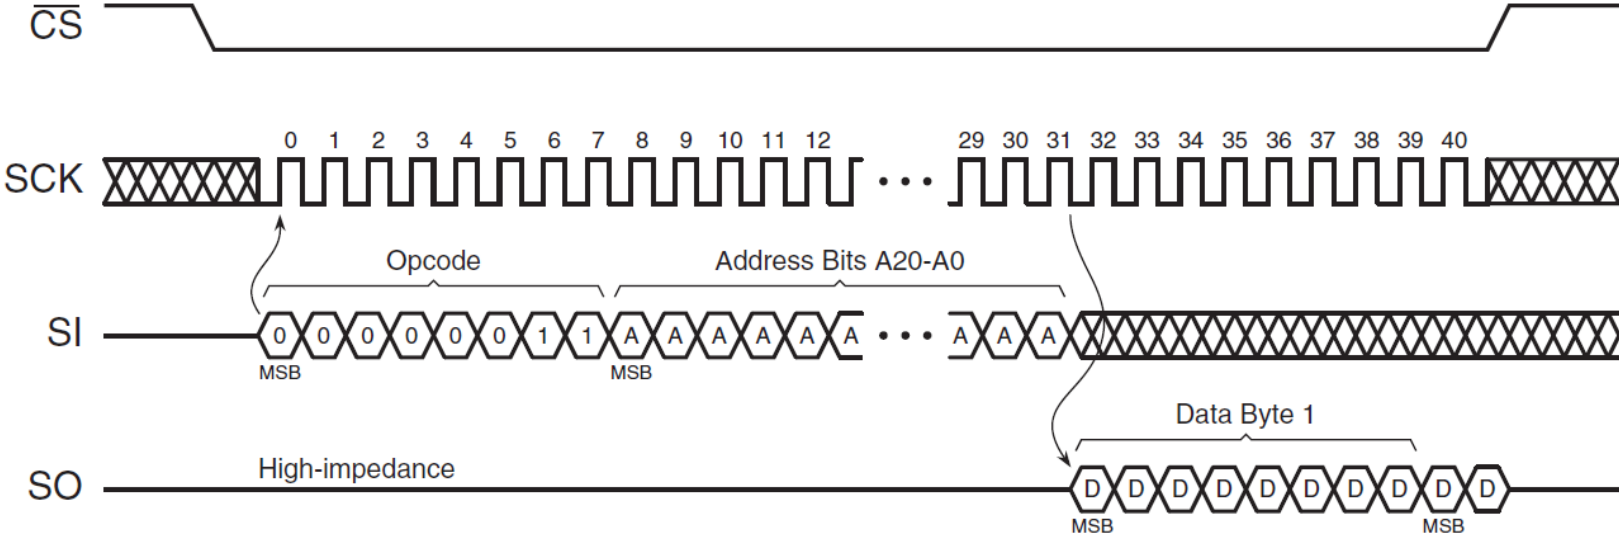 CS
0 1 2 3 4 5 6 7 8 9 10 11 12 29 30 31 32 33 34 35 36 37 38 39 40
SCK
Opcode Address Bits A20-A0
SI 0 0 0 0 0 0 1 1 A A A A A A A A A
MSB MSB
Data Byte 1
High-impedance
SO D D D D D D D D D D
MSB MSB